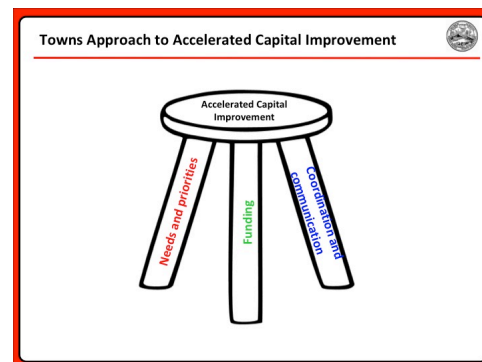 Towns Approach to Accelerated Capital Improvement
Accelerated Capital
Improvement
Needs and priorities
Funding
Coordination and
communication